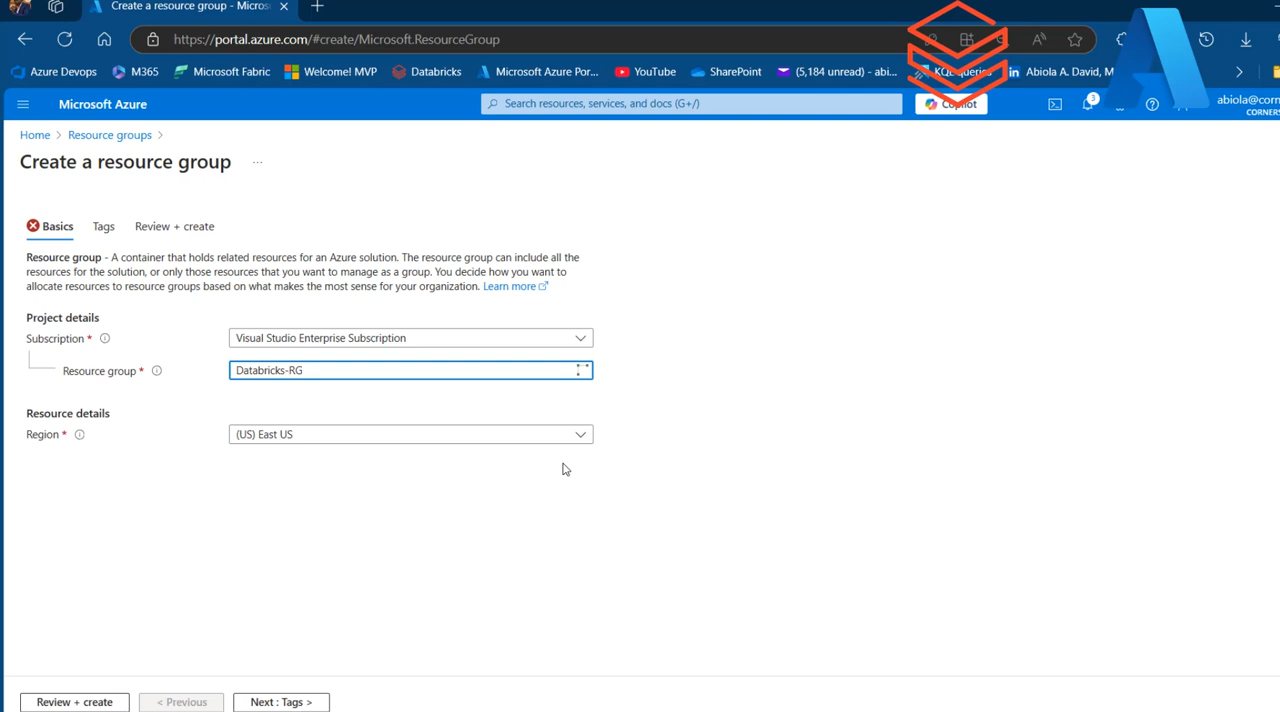 Create a resource group - Micros
https://portal.azure.com/#create/Microsoft.ResourceGroup
Azure Devops M365 Microsoft Fabric Welcome! MVP Databricks Microsoft Azure Por... YouTube SharePoint (5,184 unread) - abi... KQL queries Abiola A. David, M
Microsoft Azure Search resources, services, and docs (G+/) Copilot 3 abiola@corn
CORNERS
Home > Resource groups >
Create a resource group ...
Basics Tags Review + create
Resource group - A container that holds related resources for an Azure solution. The resource group can include all the
resources for the solution, or only those resources that you want to manage as a group. You decide how you want to
allocate resources to resource groups based on what makes the most sense for your organization. Learn more
Project details
Subscription * Visual Studio Enterprise Subscription
Resource group * Databricks-RG
Resource details
Region * (US) East US
Review + create < Previous Next : Tags >